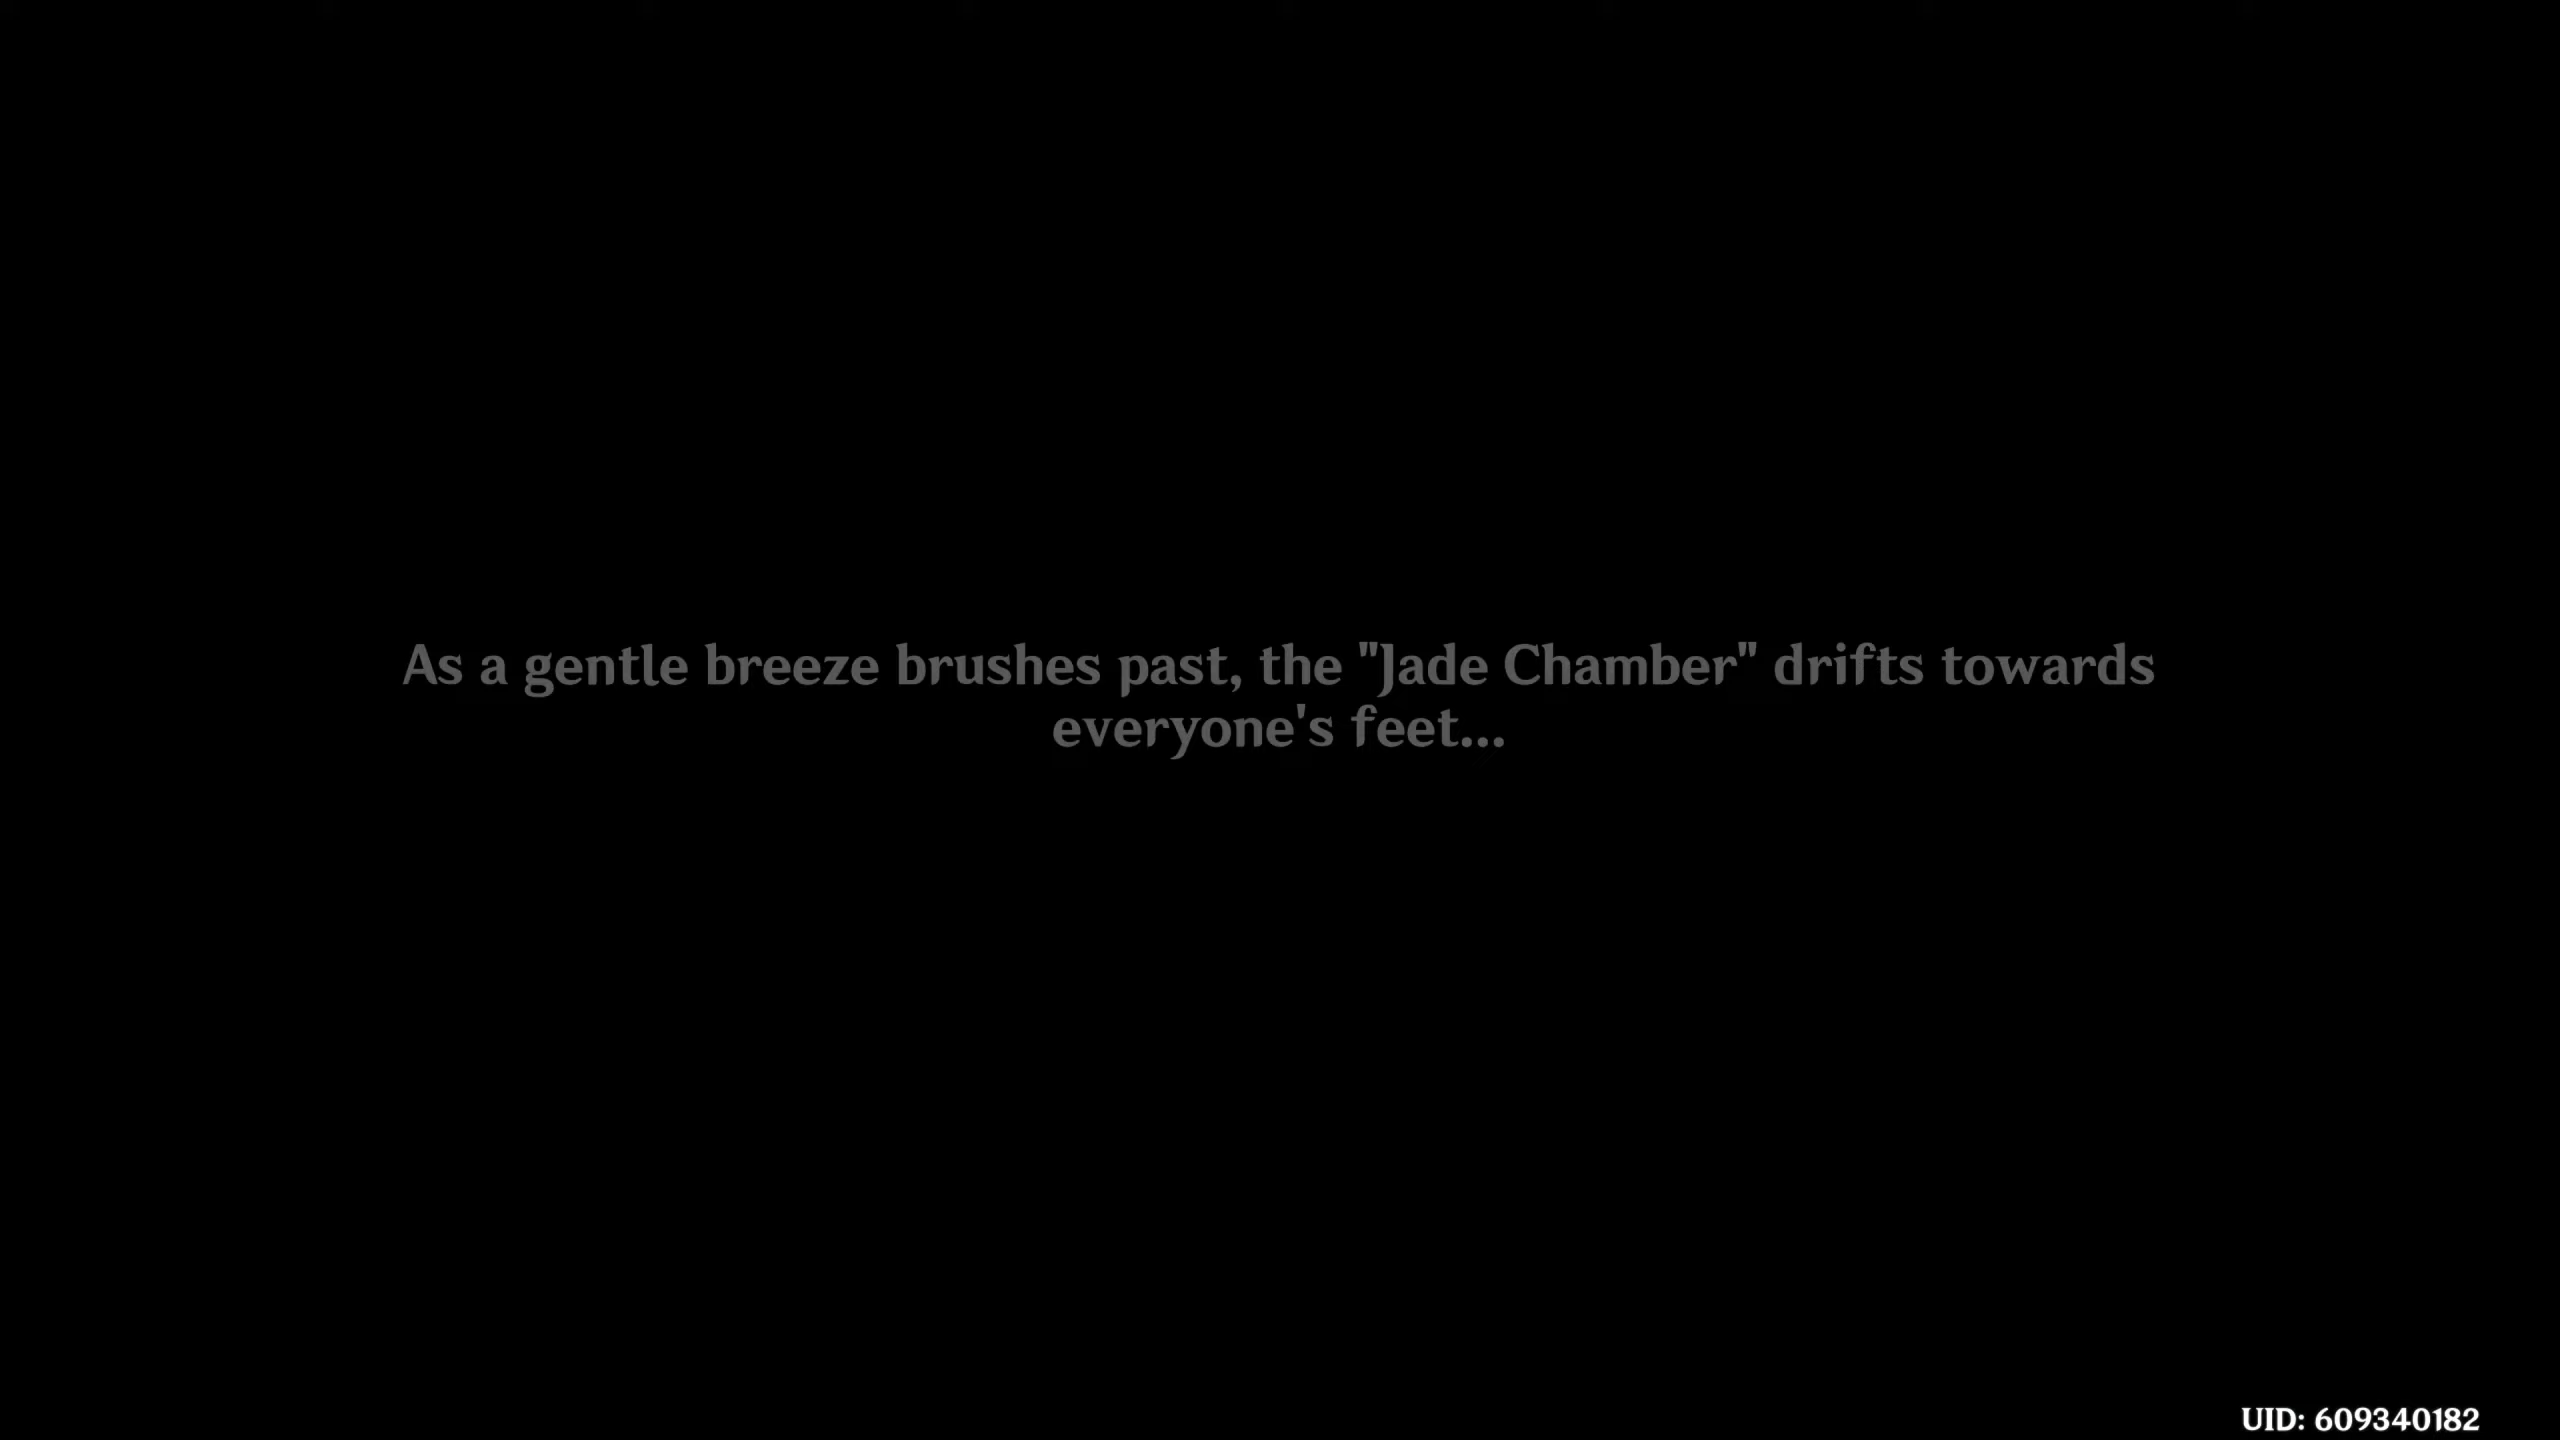 As a gentle breeze brushes past, the "Jade Chamber" drifts towards
everyone's feet...
UID: 609340182